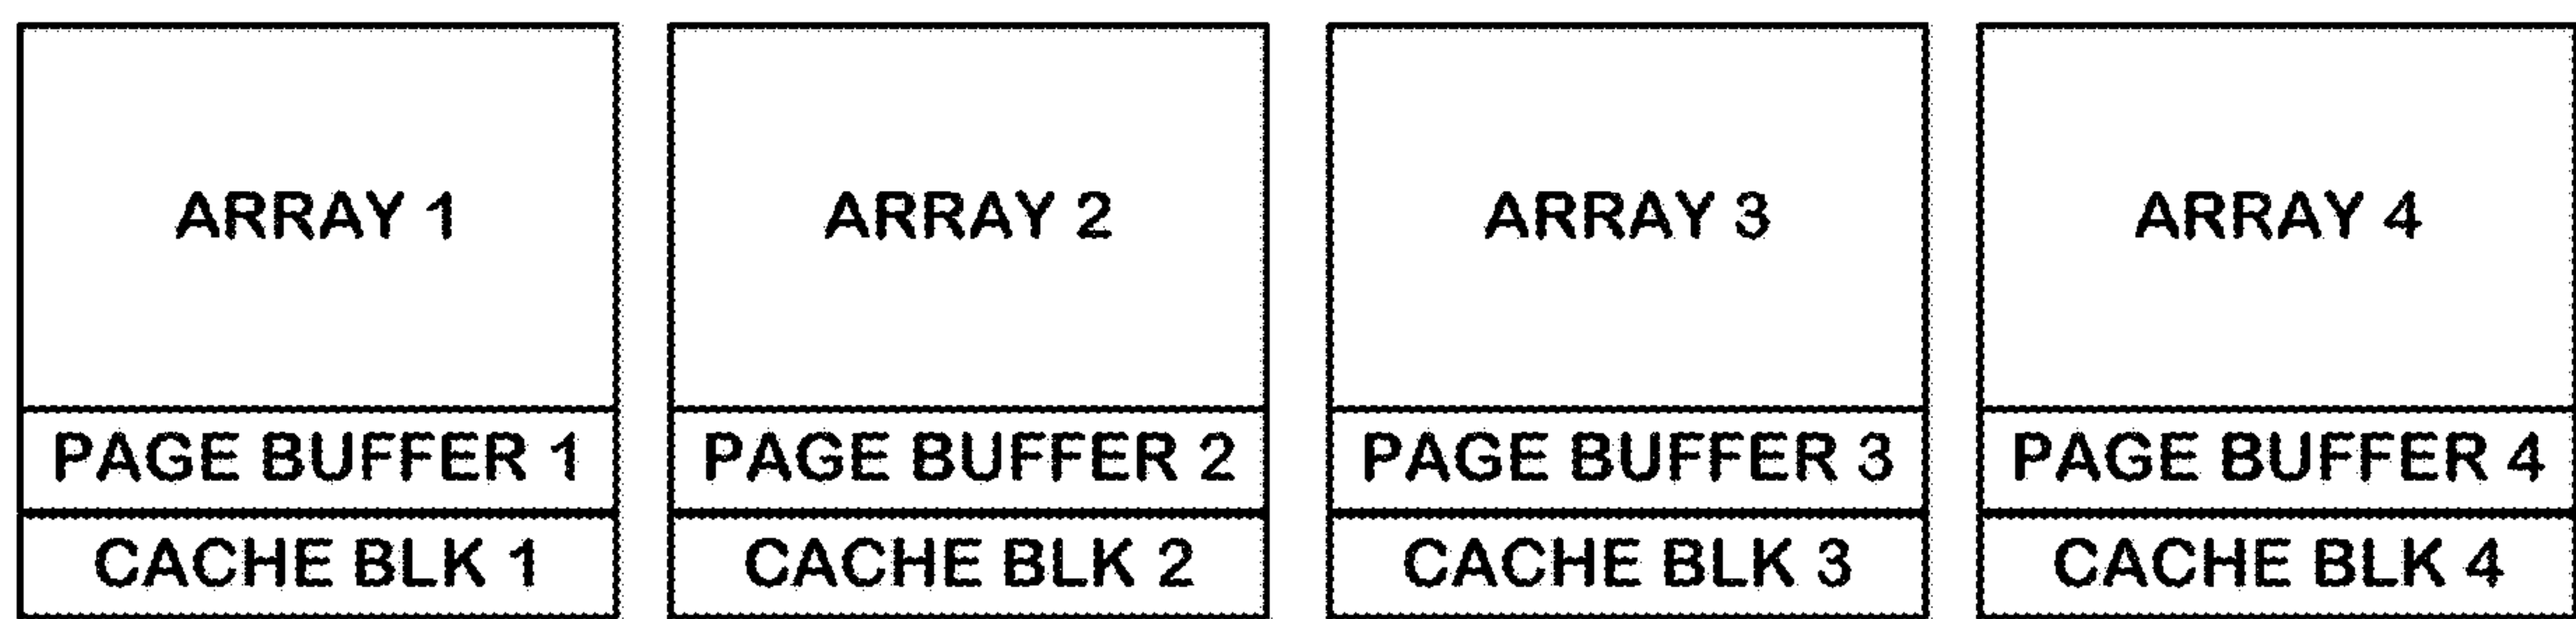 ARRAY 1
ARRAY 2
ARRAY 3
ARRAY 4
PAGE BUFFER 1
PAGE BUFFER 2
PAGE BUFFER 3
PAGE BUFFER 4
CACHE BLK 1
CACHE BLK 2
CACHE BLK 3
CACHE BLK 4